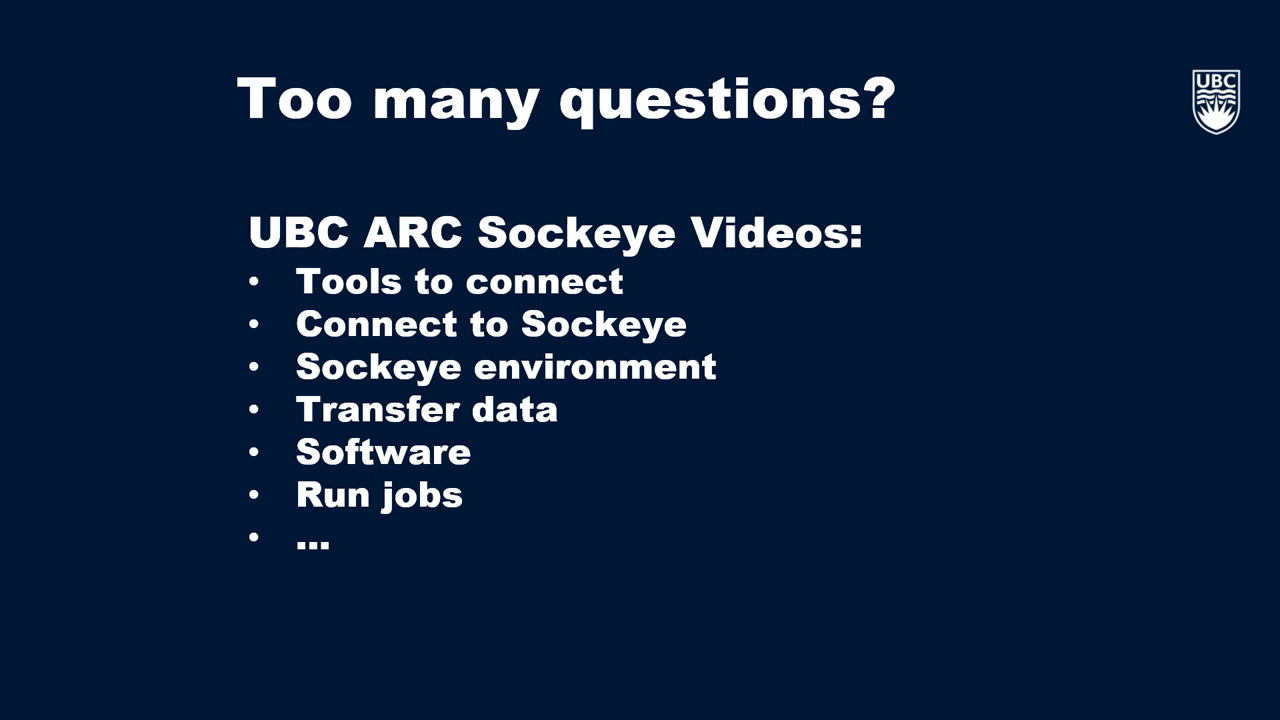 Too many questions?
UBC
UBC ARC Sockeye Videos:
• Tools to connect
• Connect to Sockeye
• Sockeye environment
• Transfer data
• Software
• Run jobs
• ...